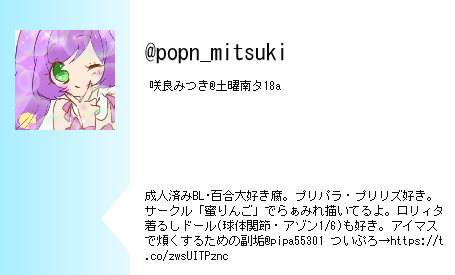 @popn_mitsuki
咲良みつき@土曜南タ18a
成人済みBL・百合大好き腐。プリパラ・プリリズ好き。
サークル「蜜りんご」でらぁみれ描いてるよ。ロリィタ
着るしドール(球体関節・アゾン1/6)も好き。アイマス
で煩くするための副垢@pipa55301 ついぷろ→https://t
.co/zwsUITPznc